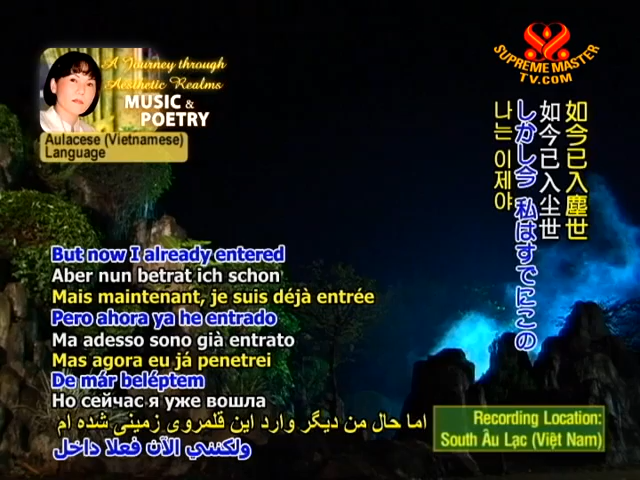 A Journey through
Aesthetic Realms
MUSIC &
POETRY
Aulacese (Vietnamese)
Language
SUPREME MASTER
TV.COM
如今已入塵世
如今已入尘世
しかし今 私はすでにこの
나는 이제야
But now I already entered
Aber nun betrat ich schon
Mais maintenant, je suis déjà entrée
Pero ahora ya he entrado
Ma adesso sono già entrato
Mas agora eu já penetrei
De már beléptem
Но сейчас я уже вошла
اما حال من دیگر وارد این قلمروی زمینی شده ام
ولكنني الآن فعلا داخل
Recording Location:
South Âu Lạc (Việt Nam)